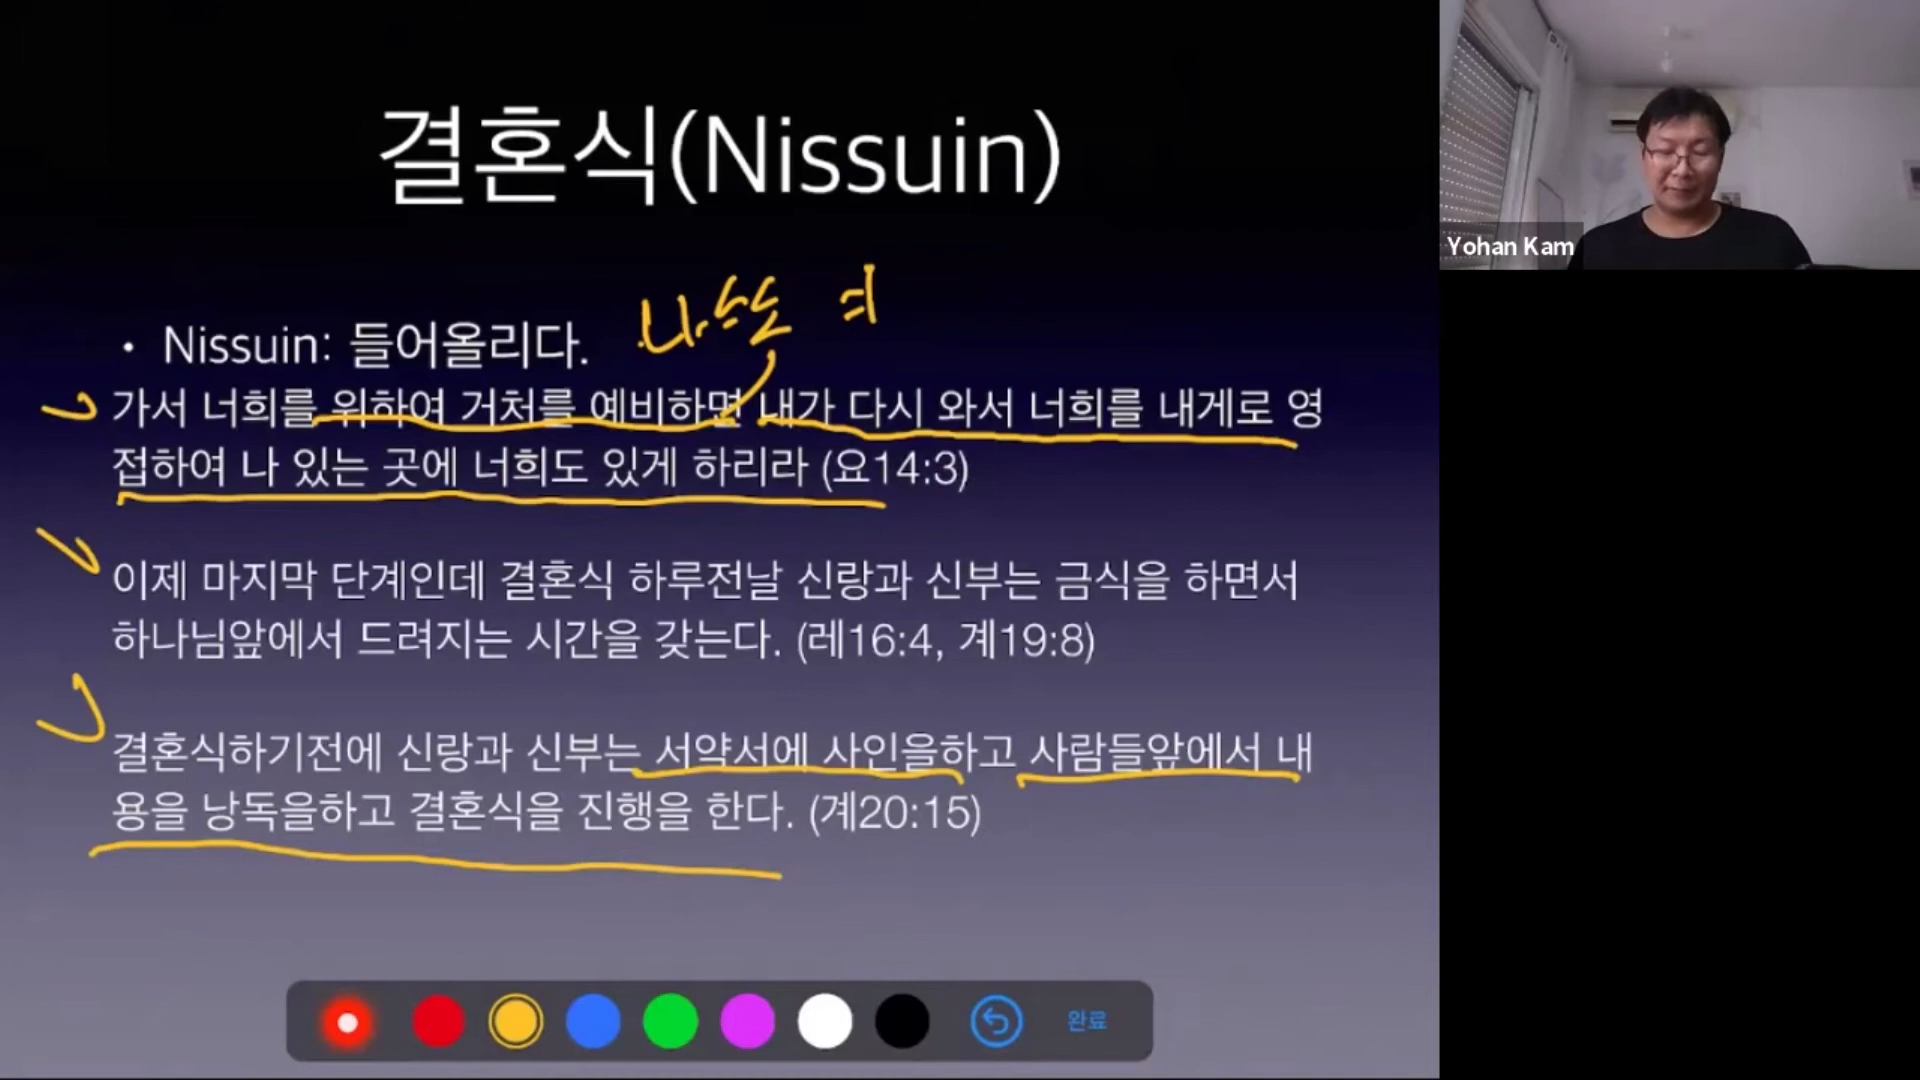 결혼식(Nissuin)
• Nissuin: 들어올리다.
가서 너희를 위하여 거처를 예비하면 내가 다시 와서 너희를 내게로 영
접하여 나 있는 곳에 너희도 있게 하리라 (요14:3)
이제 마지막 단계인데 결혼식 하루전날 신랑과 신부는 금식을 하면서
하나님앞에서 드려지는 시간을 갖는다. (레16:4, 계19:8)
결혼식하기전에 신랑과 신부는 서약서에 사인을하고 사람들앞에서 내
용을 낭독을하고 결혼식을 진행을 한다. (계20:15)
완료
Yohan Kam